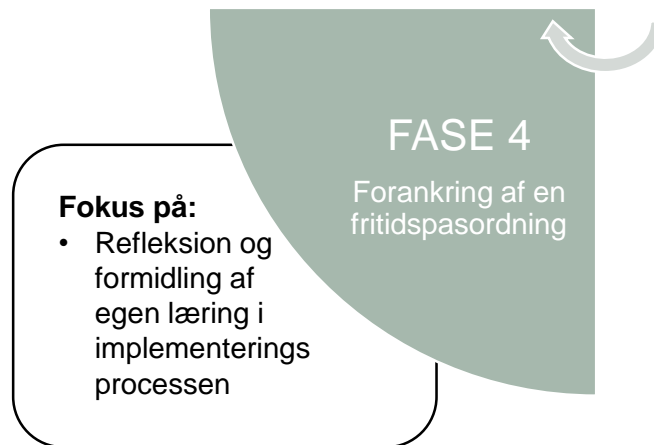 FASE 4
Forankring af en
fritidspasordning
Fokus på:
• Refleksion og
formidling af
egen læring i
implementerings
processen